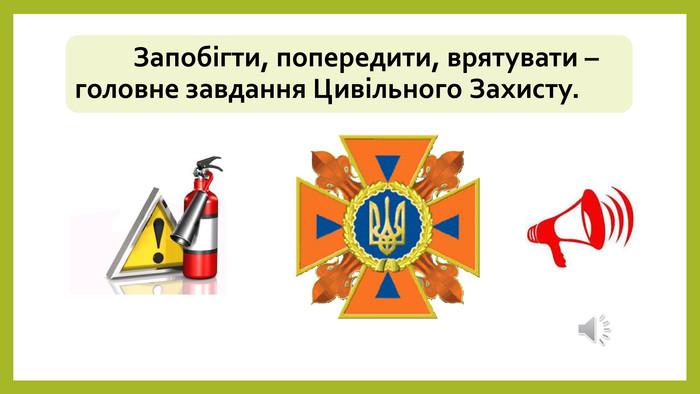 Запобігти, попередити, врятувати –
головне завдання Цивільного Захисту.